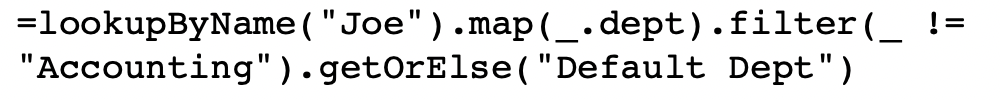 =lookupByName("Joe").map(_.dept).filter(_ !=
"Accounting").getOrElse("Default Dept")